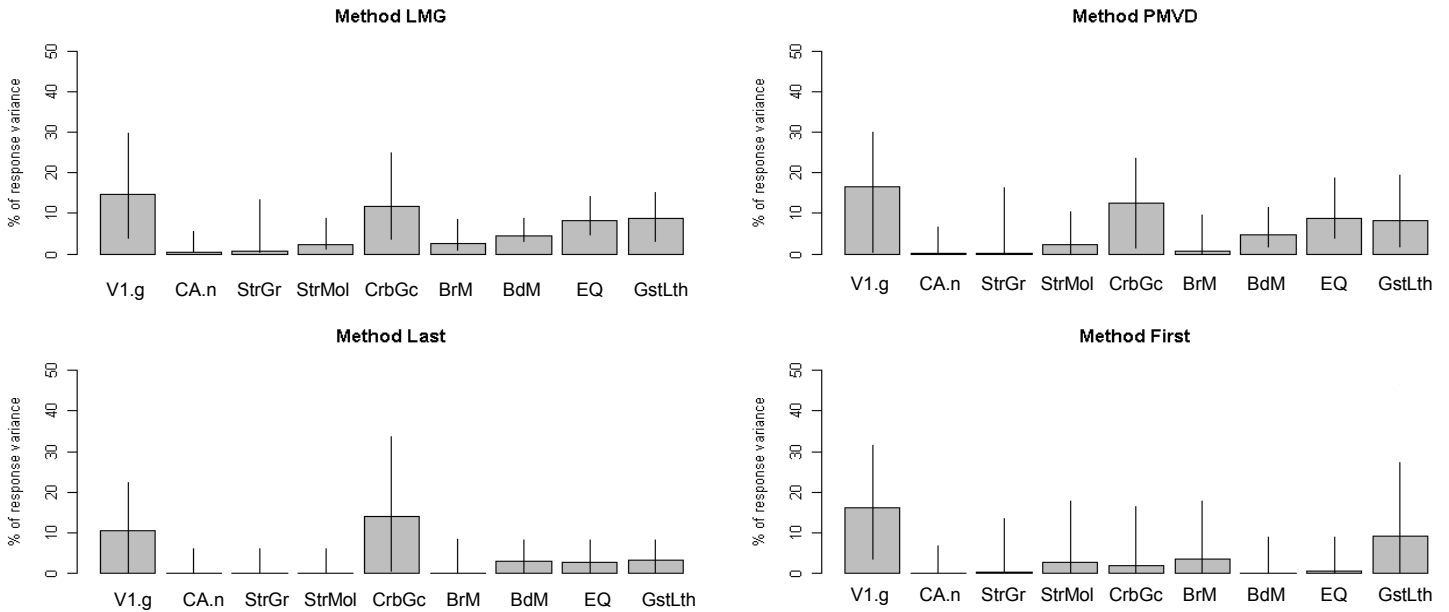 Method LMG
% of response variance
50
40
30
20
10
0
V1.g CA.n StrGr StrMol CrbGc BrM BdM EQ GstLth
Method PMVD
% of response variance
50
40
30
20
10
0
V1.g CA.n StrGr StrMol CrbGc BrM BdM EQ GstLth
Method Last
% of response variance
50
40
30
20
10
0
V1.g CA.n StrGr StrMol CrbGc BrM BdM EQ GstLth
Method First
% of response variance
50
40
30
20
10
0
V1.g CA.n StrGr StrMol CrbGc BrM BdM EQ GstLth